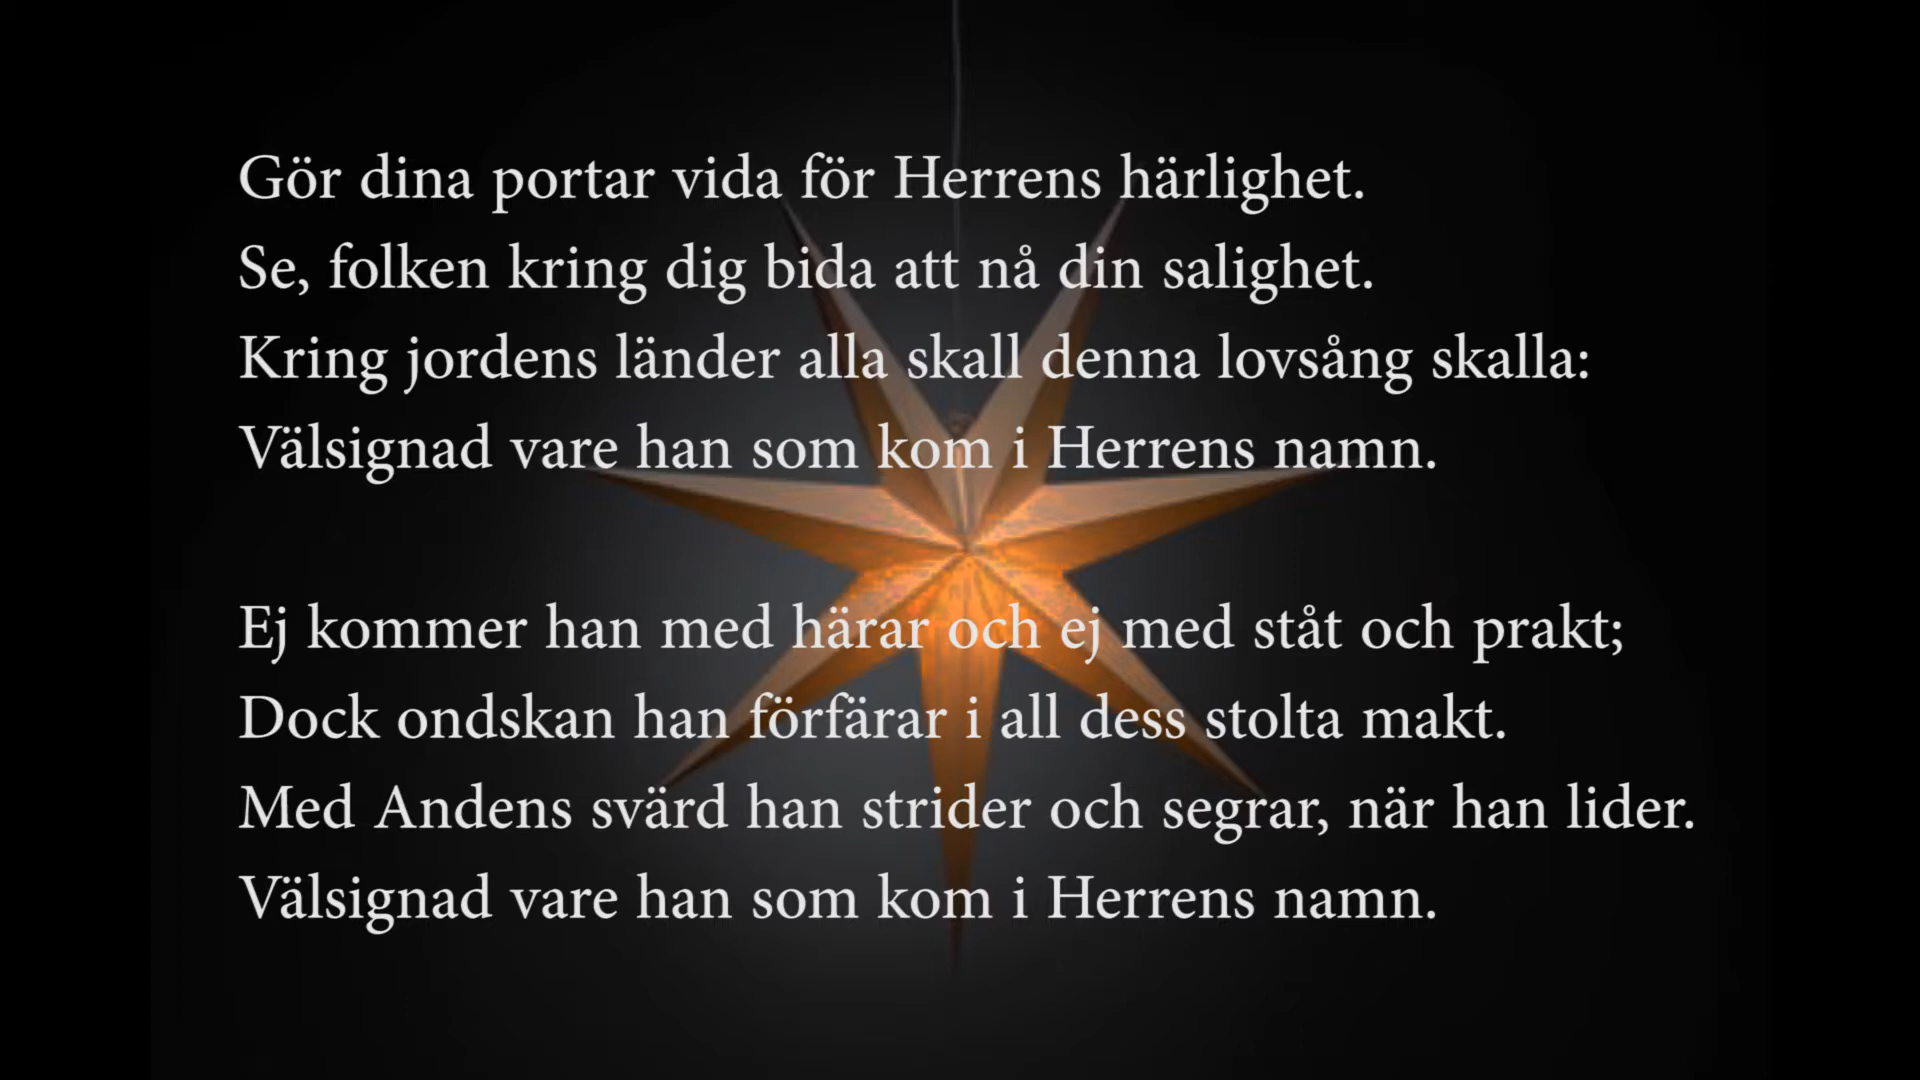 Gör dina portar vida för Herrens härlighet.
Se, folken kring dig bida att nå din salighet.
Kring jordens länder alla skall denna lovsång skalla:
Välsignad vare han som kom i Herrens namn.
Ej kommer han med härar och ej med ståt och prakt;
Dock ondskan han förfärar i all dess stolta makt.
Med Andens svärd han strider och segrar, när han lider.
Välsignad vare han som kom i Herrens namn.